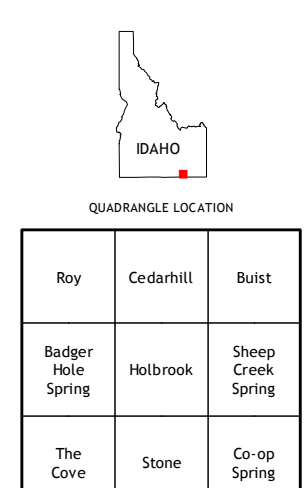 IDAHO
QUADRANGLE LOCATION
Roy
Cedarhill
Buist
Badger
Hole
Spring
Holbrook
Sheep
Creek
Spring
The
Cove
Stone
Co-op
Spring